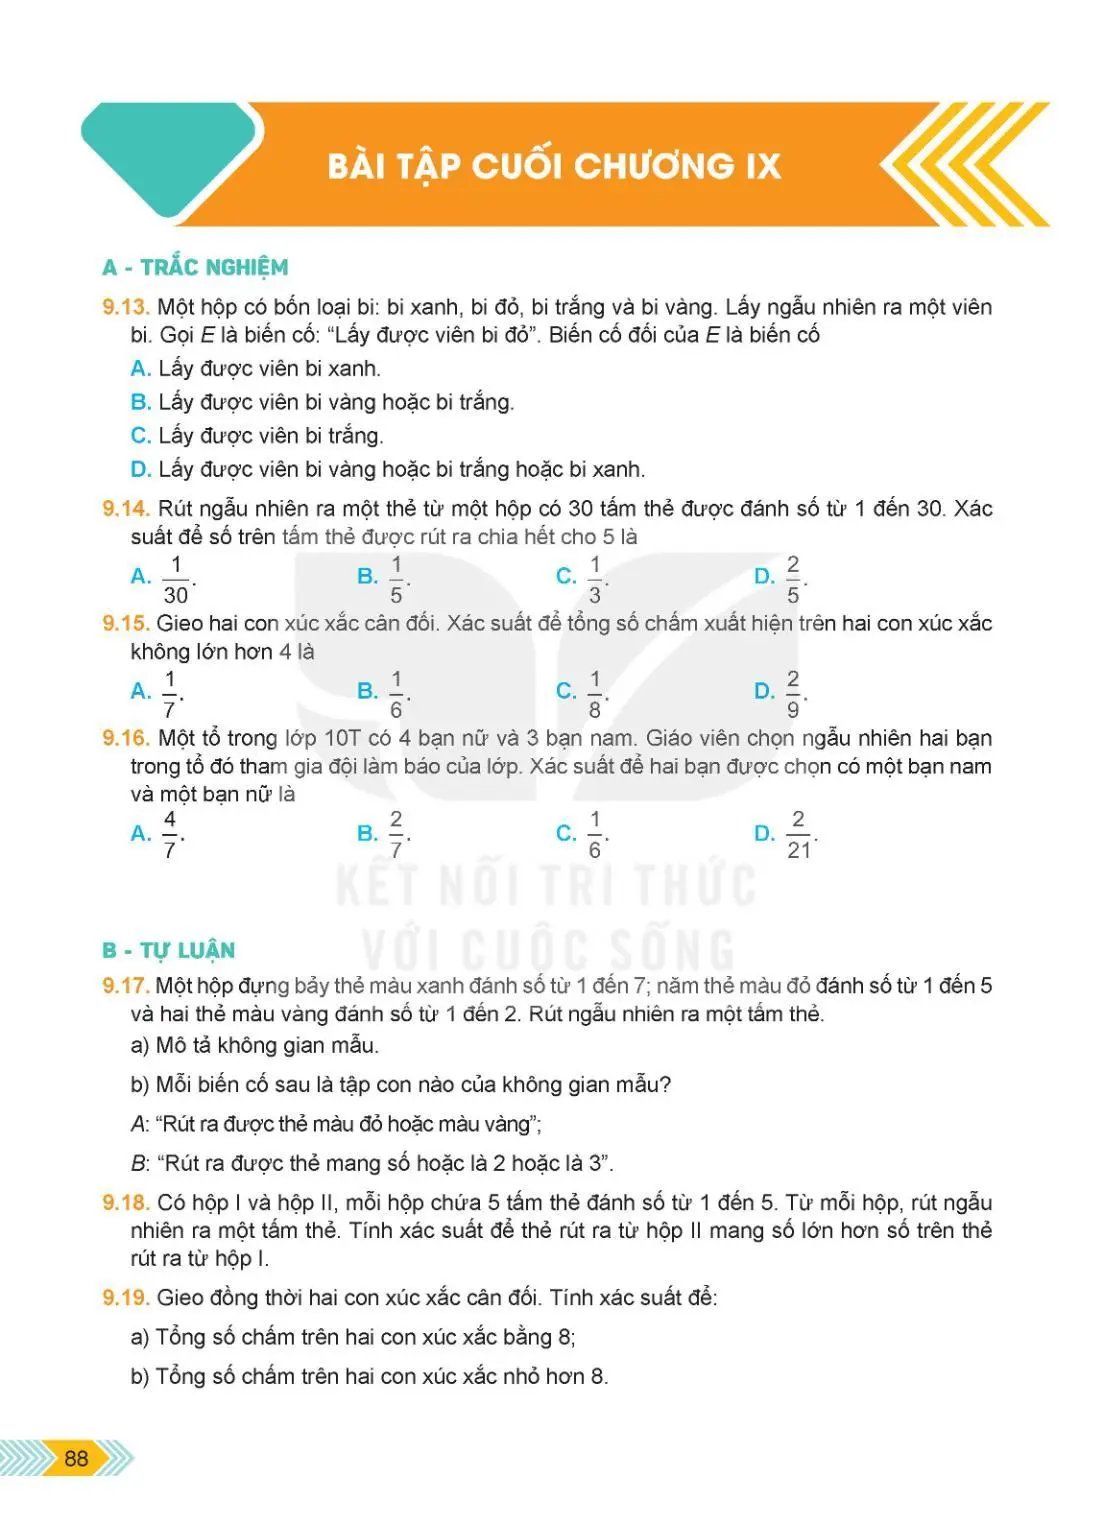 BÀI TẬP CUỐI CHƯƠNG IX
A - TRẮC NGHIỆM
9.13. Một hộp có bốn loại bi: bi xanh, bi đỏ, bi trắng và bi vàng. Lấy ngẫu nhiên ra một viên
bi. Gọi E là biến cố: “Lấy được viên bi đỏ”. Biến cố đối của E là biến cố
A. Lấy được viên bi xanh.
B. Lấy được viên bi vàng hoặc bi trắng.
C. Lấy được viên bi trắng.
D. Lấy được viên bi vàng hoặc bi trắng hoặc bi xanh.
9.14. Rút ngẫu nhiên ra một thẻ từ một hộp có 30 tấm thẻ được đánh số từ 1 đến 30. Xác
suất để số trên tấm thẻ được rút ra chia hết cho 5 là
A. 1/30. B. 1/5. C. 1/3. D. 2/5.
9.15. Gieo hai con xúc xắc cân đối. Xác suất để tổng số chấm xuất hiện trên hai con xúc xắc
không lớn hơn 4 là
A. 1/7. B. 1/6. C. 1/8. D. 2/9.
9.16. Một tổ trong lớp 10T có 4 bạn nữ và 3 bạn nam. Giáo viên chọn ngẫu nhiên hai bạn
trong tổ đó tham gia đội làm báo của lớp. Xác suất để hai bạn được chọn có một bạn nam
và một bạn nữ là
A. 4/7. B. 2/7. C. 1/6. D. 2/21.
KẾT NỐI TRI THỨC
VỚI CUỘC SỐNG
B - TỰ LUẬN
9.17. Một hộp đựng bảy thẻ màu xanh đánh số từ 1 đến 7; năm thẻ màu đỏ đánh số từ 1 đến 5
và hai thẻ màu vàng đánh số từ 1 đến 2. Rút ngẫu nhiên ra một tấm thẻ.
a) Mô tả không gian mẫu.
b) Mỗi biến cố sau là tập con nào của không gian mẫu?
A: “Rút ra được thẻ màu đỏ hoặc màu vàng”;
B: “Rút ra được thẻ mang số hoặc là 2 hoặc là 3”.
9.18. Có hộp I và hộp II, mỗi hộp chứa 5 tấm thẻ đánh số từ 1 đến 5. Từ mỗi hộp, rút ngẫu
nhiên ra một tấm thẻ. Tính xác suất để thẻ rút ra từ hộp II mang số lớn hơn số trên thẻ
rút ra từ hộp I.
9.19. Gieo đồng thời hai con xúc xắc cân đối. Tính xác suất để:
a) Tổng số chấm trên hai con xúc xắc bằng 8;
b) Tổng số chấm trên hai con xúc xắc nhỏ hơn 8.
88